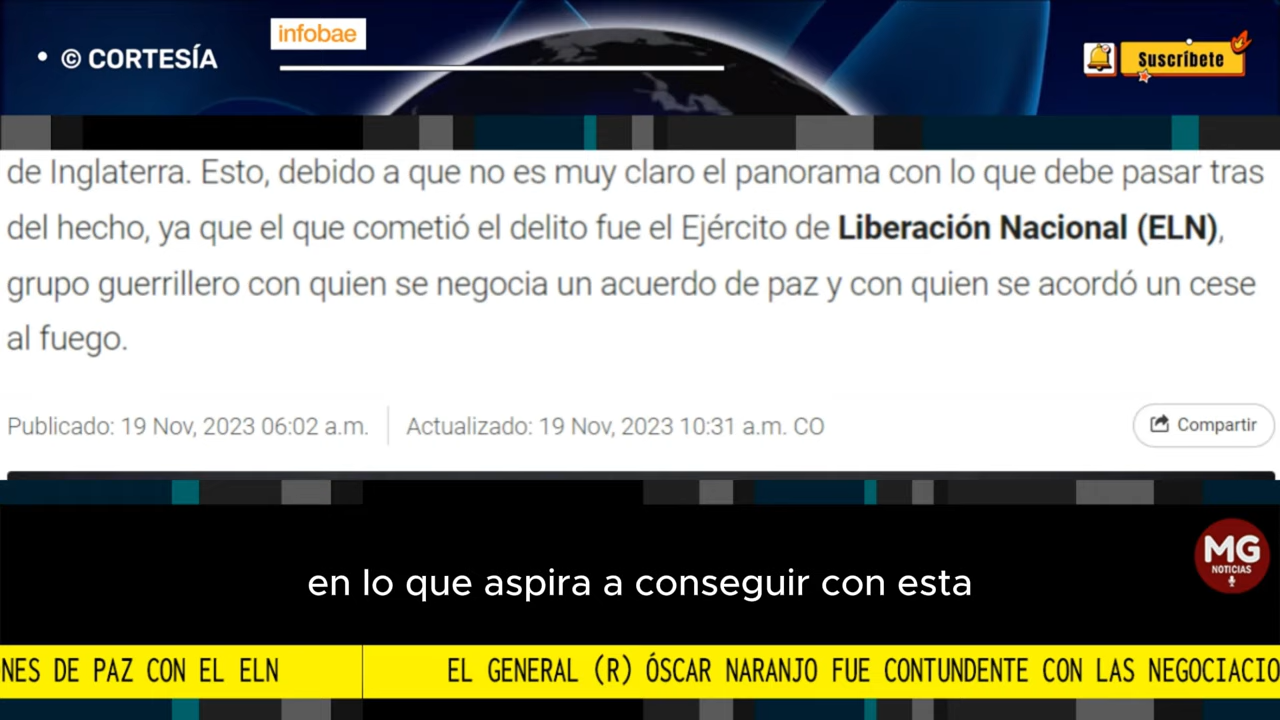 • © CORTESÍA
infobae
Suscríbete
de Inglaterra. Esto, debido a que no es muy claro el panorama con lo que debe pasar tras
del hecho, ya que el que cometió el delito fue el Ejército de Liberación Nacional (ELN),
grupo guerrillero con quien se negocia un acuerdo de paz y con quien se acordó un cese
al fuego.
Publicado: 19 Nov, 2023 06:02 a.m.
Actualizado: 19 Nov, 2023 10:31 a.m. CO
Compartir
MG
NOTICIAS
en lo que aspira a conseguir con esta
NES DE PAZ CON EL ELN
EL GENERAL (R) ÓSCAR NARANJO FUE CONTUNDENTE CON LAS NEGOCIACIO